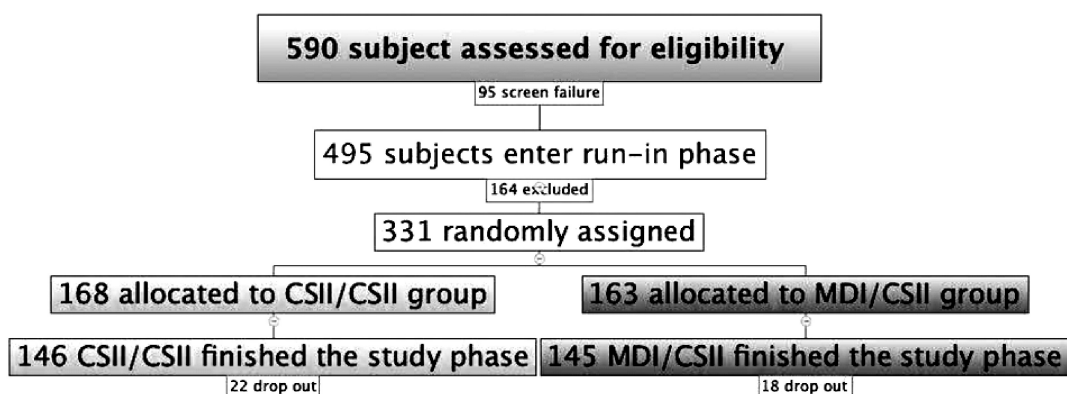 590 subject assessed for eligibility
95 screen failure
495 subjects enter run-in phase
164 excluded
331 randomly assigned
168 allocated to CSII/CSII group
163 allocated to MDI/CSII group
146 CSII/CSII finished the study phase
145 MDI/CSII finished the study phase
22 drop out
18 drop out